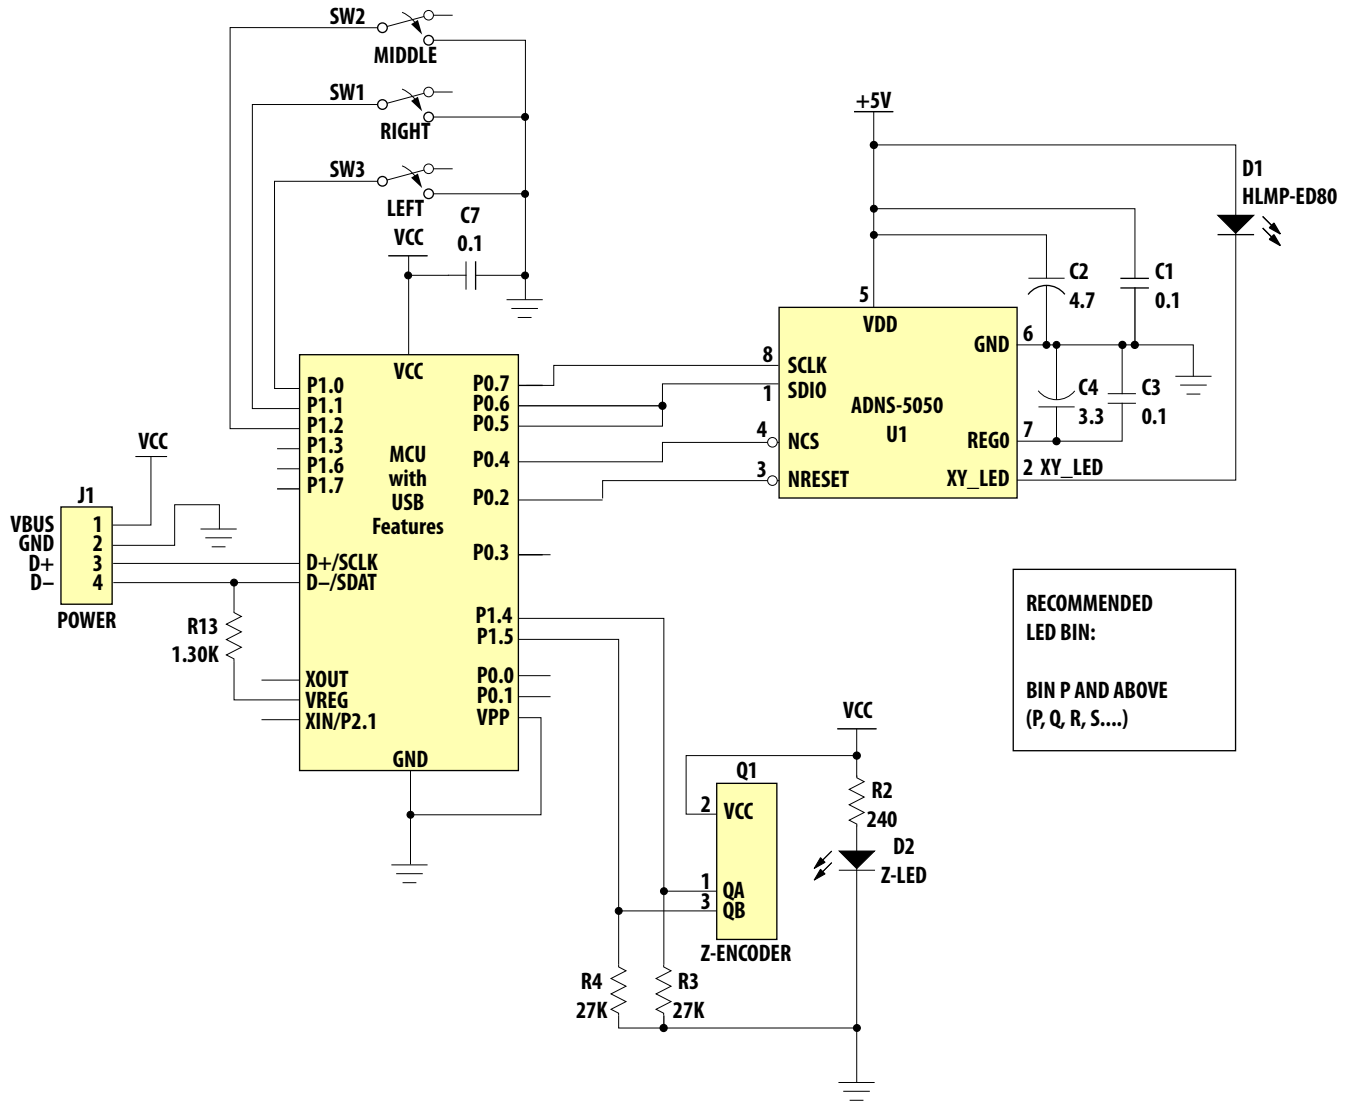 SW2
MIDDLE
SW1
RIGHT
SW3
LEFT
C7
0.1
VCC
+5V
D1
HLMP-ED80
C2
4.7
C1
0.1
5
VDD
GND
6
8
SCLK
1
SDIO
ADNS-5050
U1
C4
3.3
C3
0.1
4
NCS
REG0
7
3
NRESET
XY_LED
2 XY_LED
VCC
P1.0
P1.1
P1.2
P1.3
P1.6
P1.7
P0.7
P0.6
P0.5
P0.4
P0.2
P0.3
MCU
with
USB
Features
VCC
J1
VBUS 1
GND 2
D+ 3
D– 4
POWER
D+/SCLK
D–/SDAT
R13
1.30K
XOUT
VREG
XIN/P2.1
P1.4
P1.5
P0.0
P0.1
VPP
GND
RECOMMENDED
LED BIN:
BIN P AND ABOVE
(P, Q, R, S....)
VCC
Q1
2 VCC
R2
240
D2
Z-LED
1 QA
3 QB
Z-ENCODER
R4
27K
R3
27K